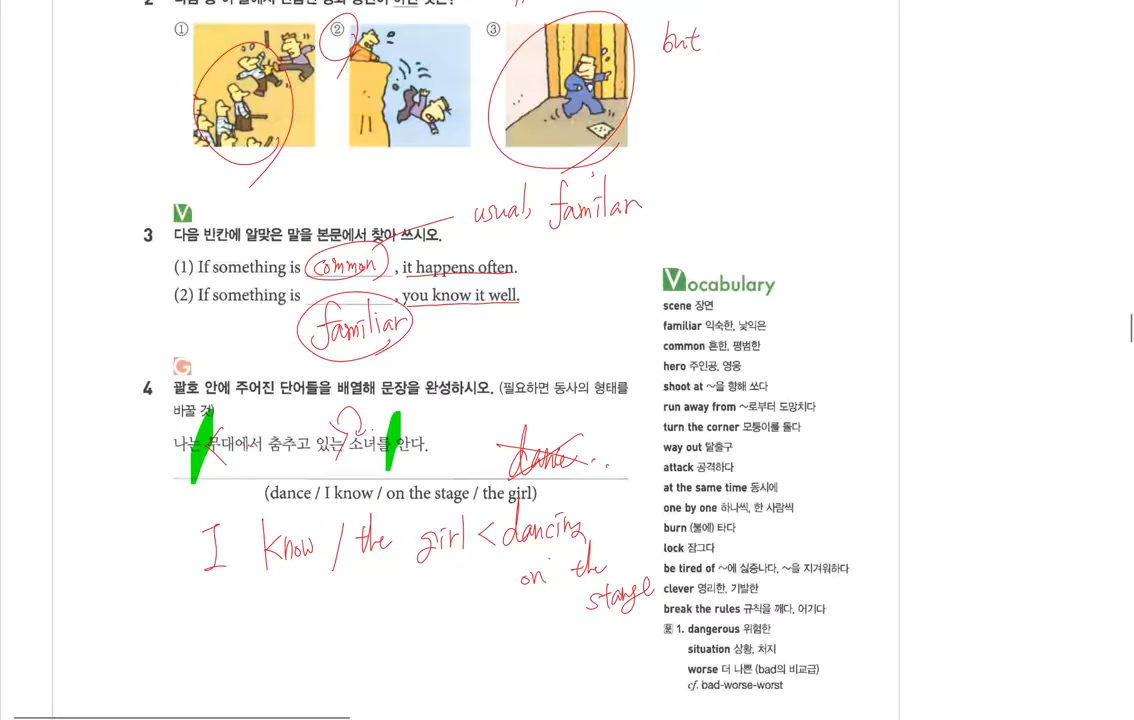 ① ② ③
but
usual, familar
3 다음 빈칸에 알맞은 말을 본문에서 찾아 쓰시오.
(1) If something is common, it happens often.
(2) If something is familiar, you know it well.
4 괄호 안에 주어진 단어들을 배열해 문장을 완성하시오. (필요하면 동사의 형태를
바꿀 것)
나는 무대에서 춤추고 있는 소녀를 안다.
dance..
(dance / I know / on the stage / the girl)
I know / the girl < dancing
on the
stange
Vocabulary
scene 장면
familiar 익숙한, 낯익은
common 흔한, 평범한
hero 주인공, 영웅
shoot at ~을 향해 쏘다
run away from ~로부터 도망치다
turn the corner 모퉁이를 돌다
way out 탈출구
attack 공격하다
at the same time 동시에
one by one 하나씩, 한 사람씩
burn (불에) 타다
lock 잠그다
be tired of ~에 싫증나다, ~을 지겨워하다
clever 영리한, 기발한
break the rules 규칙을 깨다, 어기다
1. dangerous 위험한
situation 상황, 처지
worse 더 나쁜 (bad의 비교급)
cf. bad-worse-worst